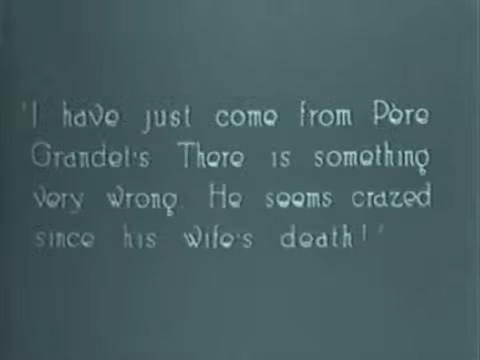 'I have just come from Père
Grandet's There is something
very wrong. He seems crazed
since his wife's death!'